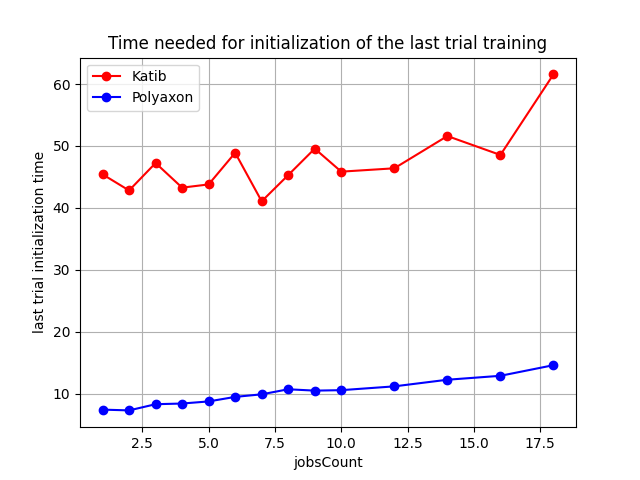 Time needed for initialization of the last trial training
Katib
Polyaxon
60
50
40
30
20
10
last trial initialization time
2.5 5.0 7.5 10.0 12.5 15.0 17.5
jobsCount